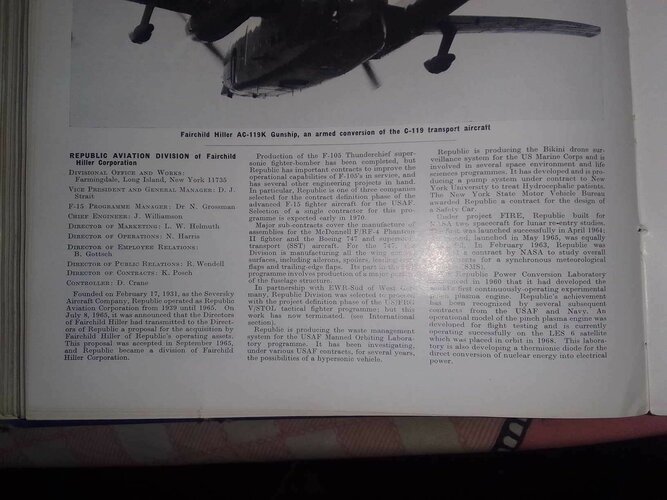 Fairchild Hiller AC-119K Gunship, an armed conversion of the C-119 transport aircraft
REPUBLIC AVIATION DIVISION of Fairchild
Hiller Corporation
DIVISIONAL OFFICE AND WORKS:
Farmingdale, Long Island, New York 11735
VICE PRESIDENT AND GENERAL MANAGER: D. J.
Strait
F-15 PROGRAMME MANAGER: Dr N. Grossman
CHIEF ENGINEER: J. Williamson
DIRECTOR OF MARKETING: L. W. Helmuth
DIRECTOR OF OPERATIONS: N. Harris
DIRECTOR OF EMPLOYEE RELATIONS:
B. Gottsch
DIRECTOR OF PUBLIC RELATIONS: R. Wendell
DIRECTOR OF CONTRACTS: K. Posch
CONTROLLER: D. Crane
Founded on February 17, 1931, as the Seversky
Aircraft Company, Republic operated as Republic
Aviation Corporation from 1939 until 1965. On
July 8, 1965, it was announced that the Directors
of Fairchild Hiller had transmitted to the Direct-
ors of Republic a proposal for the acquisition by
Fairchild Hiller of Republic's operating assets.
This proposal was accepted in September 1965,
and Republic became a division of Fairchild
Hiller Corporation.
Production of the F-105 Thunderchief super-
sonic fighter-bomber has been completed, but
Republic has important contracts to improve the
operational capabilities of F-105's in service, and
has several other engineering projects in hand.
In particular, Republic is one of three companies
selected for the contract definition phase of the
advanced F-15 fighter aircraft for the USAF.
Selection of a single contractor for this pro-
gramme is expected early in 1970.
Major sub-contracts cover the manufacture of
assemblies for the McDonnell F/RF-4 Phantom
II fighter and the Boeing 747 and supersonic
transport (SST) aircraft. For the 747, the
Division is manufacturing all the wing control
surfaces, including ailerons, spoilers, leading-edge
flaps and trailing-edge flaps. Its part in the
programme involves production of a major part
of the fuselage structure.
In partnership with EWR-Süd of West Ger-
many, Republic Division was selected to proceed
with the project definition phase of the US/FRG
V/STOL tactical fighter programme; but this
work has now terminated (see International
section).
Republic is producing the waste management
system for the USAF Manned Orbiting Labora-
tory programme. It has been investigating,
under various USAF contracts, for several years,
the possibilities of a hypersonic vehicle.
Republic is producing the Bikini drone sur-
veillance system for the US Marine Corps and is
involved in several space environment and life
sciences programmes. It has developed and is pro-
ducing a pump system under contract to New
York University to treat Hydrocephalic patients.
The New York State Motor Vehicle Bureau
awarded Republic a contract for the design of
a Safety Car.
Under project FIRE, Republic built for
NASA two spacecraft for lunar re-entry studies.
was launched successfully in April 1964;
second, launched in May 1965, was equally
In February 1963, Republic was
a contract by NASA to study overall
for a synchronous meteorological
(SMS).
Republic Power Conversion Laboratory
announced in 1960 that it had developed the
world's first continuously-operating experimental
pinch plasma engine. Republic's achievement
has been recognized by several subsequent
contracts from the USAF and Navy. An
operational model of the pinch plasma engine was
developed for flight testing and is currently
operating successfully on the LES 6 satellite
which was placed in orbit in 1968. This labora-
tory is also developing a thermionic diode for the
direct conversion of nuclear energy into electrical
power.